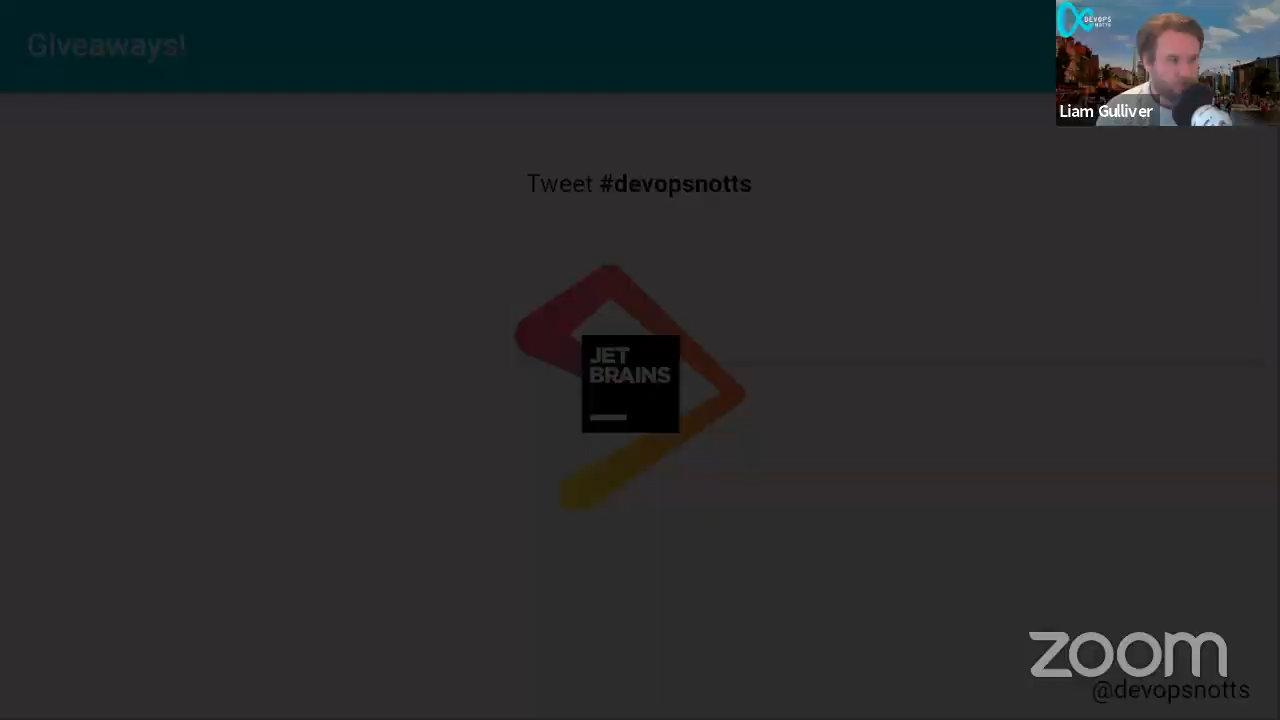 Giveaways!
DEVOPS
NOTTS
Liam Gulliver
Tweet #devopsnotts
JET
BRAINS
zoom
@devopsnotts